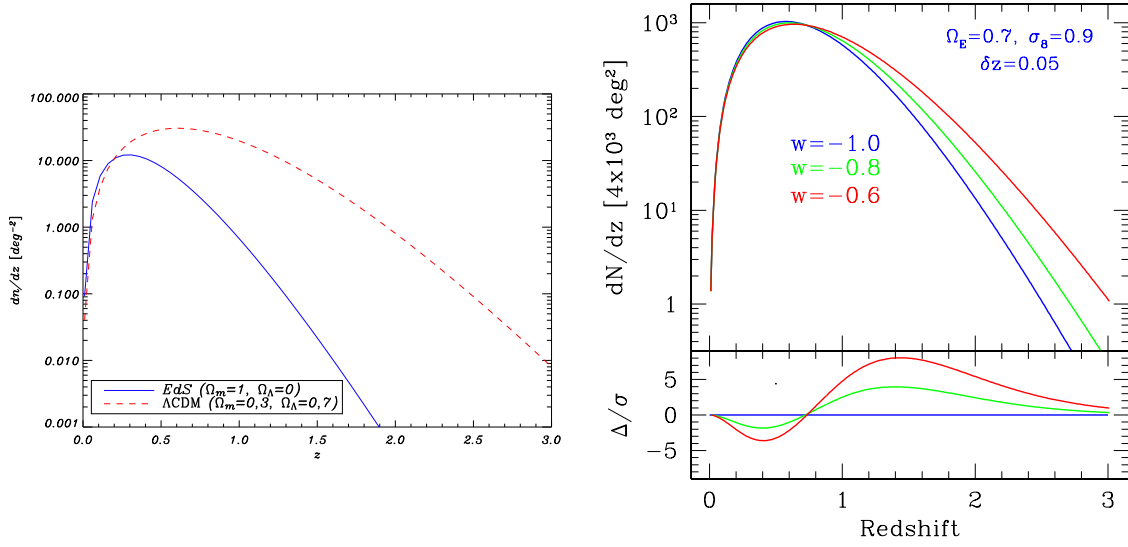 100.000
10.000
1.000
0.100
0.010
0.001
dn/dz [deg⁻²]
EdS (Ωₘ=1, Ω_Λ=0)
ΛCDM (Ωₘ=0,3, Ω_Λ=0,7)
0.0 0.5 1.0 1.5 2.0 2.5 3.0
z
10³
10²
10¹
1
dN/dz [4x10³ deg²]
Ω_E=0.7, σ₈=0.9
δz=0.05
w=−1.0
w=−0.8
w=−0.6
5
0
−5
Δ/σ
0 1 2 3
Redshift